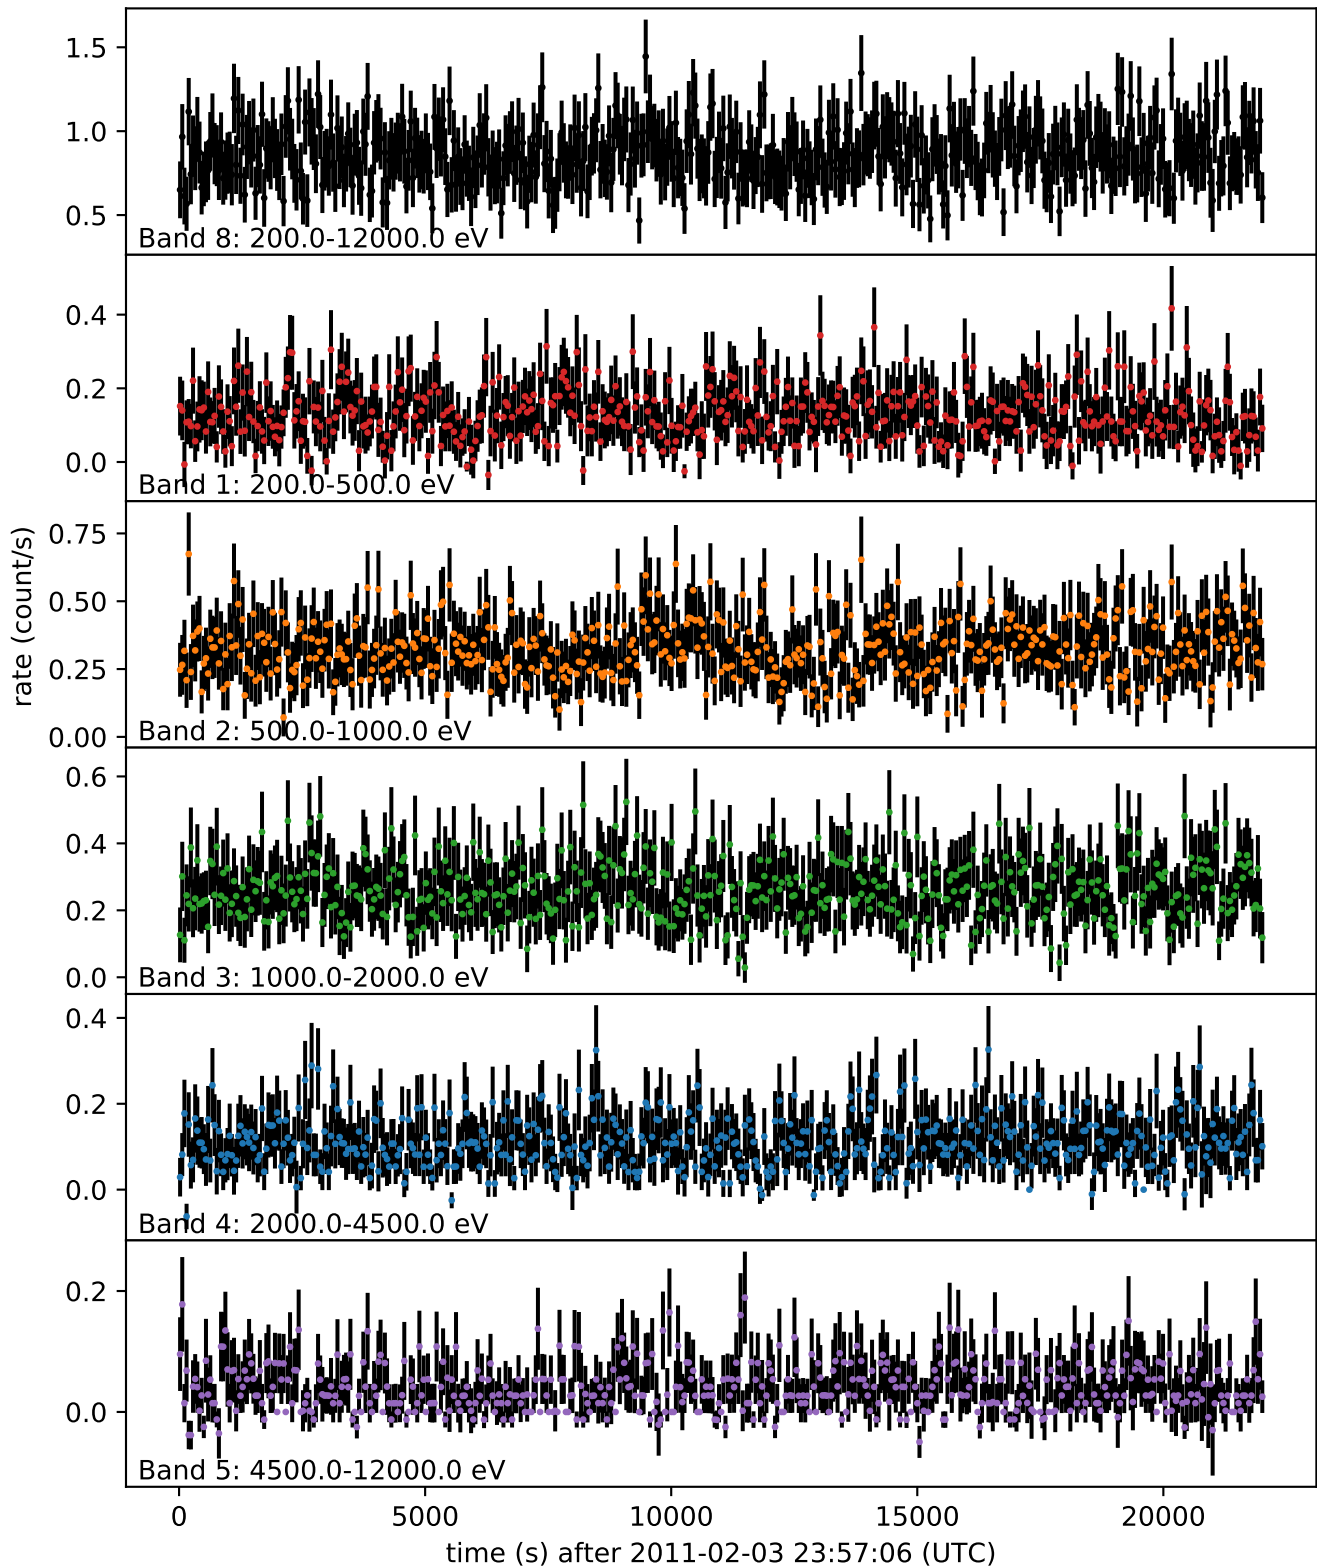 1.5
1.0
0.5
Band 8: 200.0-12000.0 eV
0.4
0.2
0.0
Band 1: 200.0-500.0 eV
0.75
0.50
0.25
0.00
Band 2: 500.0-1000.0 eV
rate (count/s)
0.6
0.4
0.2
0.0
Band 3: 1000.0-2000.0 eV
0.4
0.2
0.0
Band 4: 2000.0-4500.0 eV
0.2
0.0
Band 5: 4500.0-12000.0 eV
0 5000 10000 15000 20000
time (s) after 2011-02-03 23:57:06 (UTC)